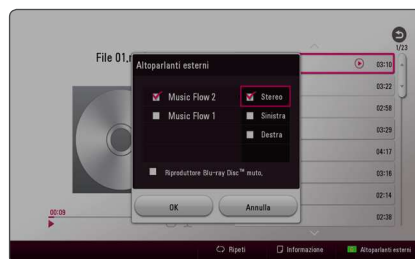 File 01.
1/23
Altoparlanti esterni
Music Flow 2
Stereo
Music Flow 1
Sinistra
Destra
Riproduttore Blu-ray Disc™ muto.
OK
Annulla
03:10
03:22
02:58
03:29
04:17
03:16
02:14
02:38
00:09
Ripeti
Informazione
Altoparlanti esterni